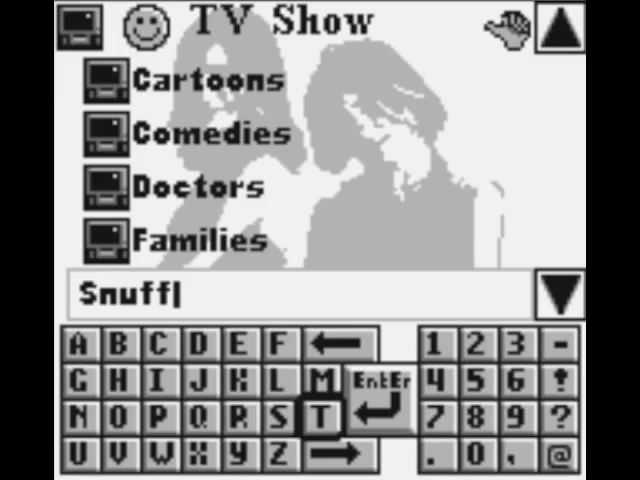 TV Show
Cartoons
Comedies
Doctors
Families
Snuff
A B C D E F 1 2 3 -
G H I J K L M EntEr 4 5 6 !
N O P Q R S T 7 8 9 ?
U V W X Y Z . 0 , @